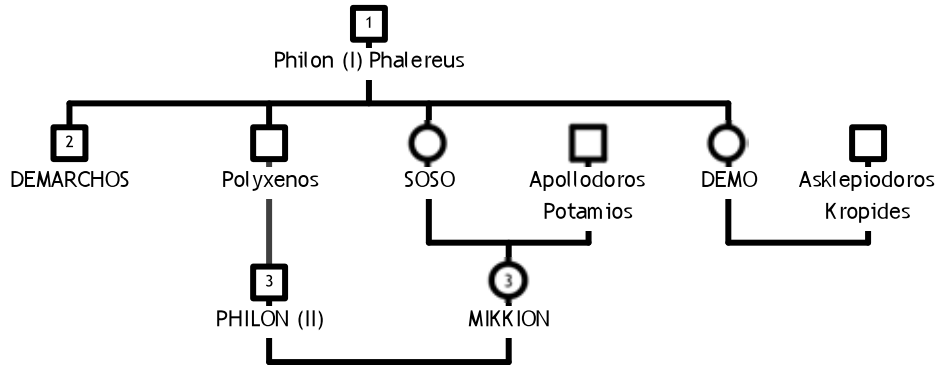 1
Philon (I) Phalereus
2
DEMARCHOS
Polyxenos
SOSO
Apollodoros
Potamios
DEMO
Asklepiodoros
Kropides
3
PHILON (II)
3
MIKKION